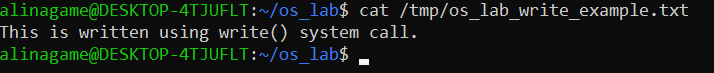 alinagame@DESKTOP-4TJUFLT:~/os_lab$ cat /tmp/os_lab_write_example.txt
This is written using write() system call.
alinagame@DESKTOP-4TJUFLT:~/os_lab$